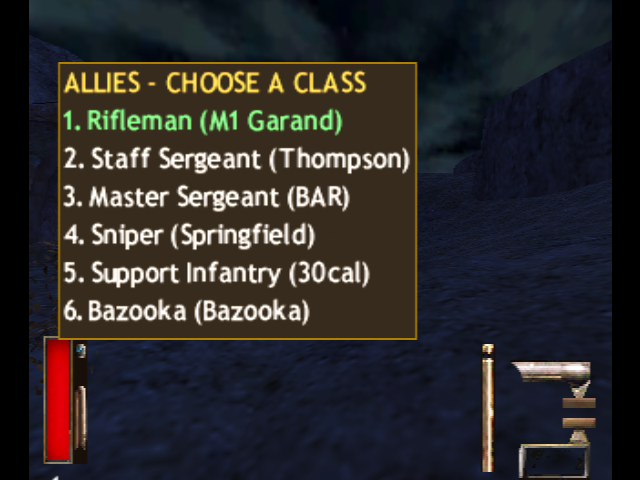 ALLIES - CHOOSE A CLASS
1. Rifleman (M1 Garand)
2. Staff Sergeant (Thompson)
3. Master Sergeant (BAR)
4. Sniper (Springfield)
5. Support Infantry (30cal)
6. Bazooka (Bazooka)